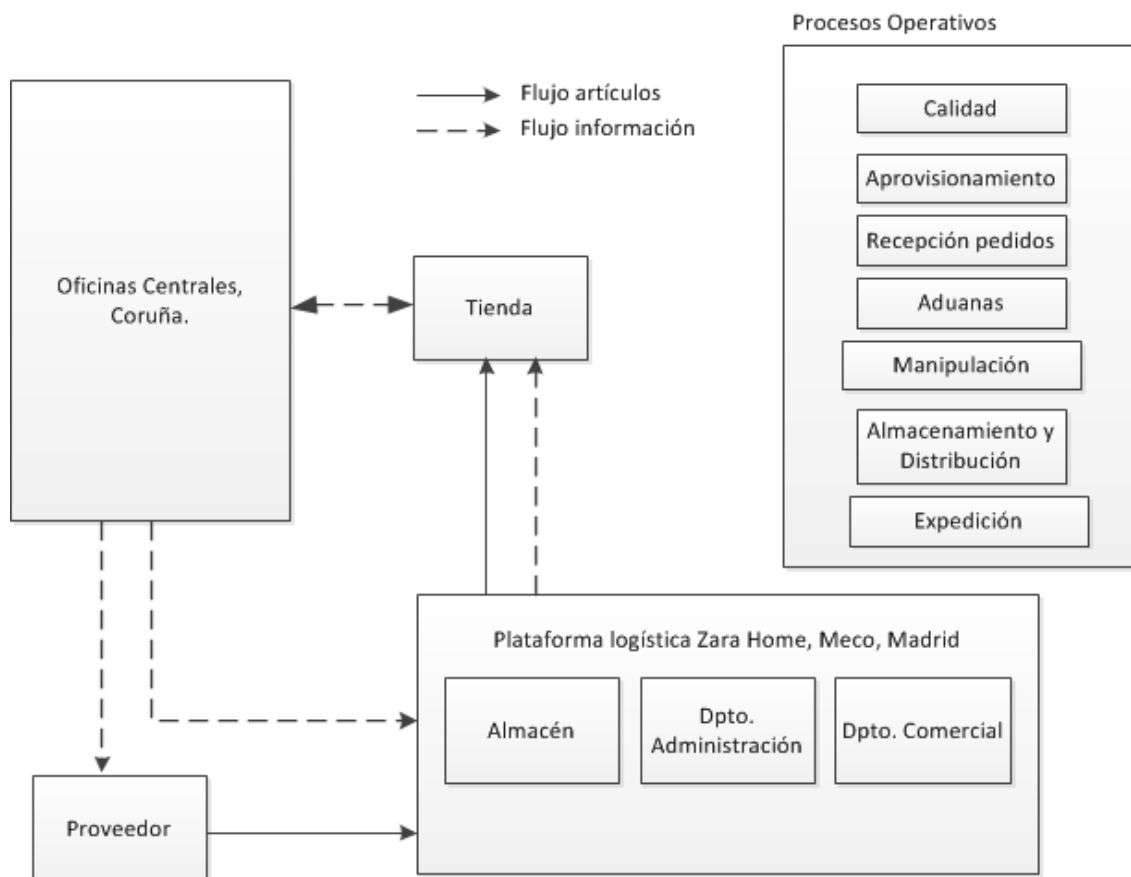 Procesos Operativos
Flujo artículos
Flujo información
Calidad
Aprovisionamiento
Recepción pedidos
Aduanas
Manipulación
Almacenamiento y
Distribución
Expedición
Oficinas Centrales,
Coruña.
Tienda
Plataforma logística Zara Home, Meco, Madrid
Almacén
Dpto.
Administración
Dpto. Comercial
Proveedor